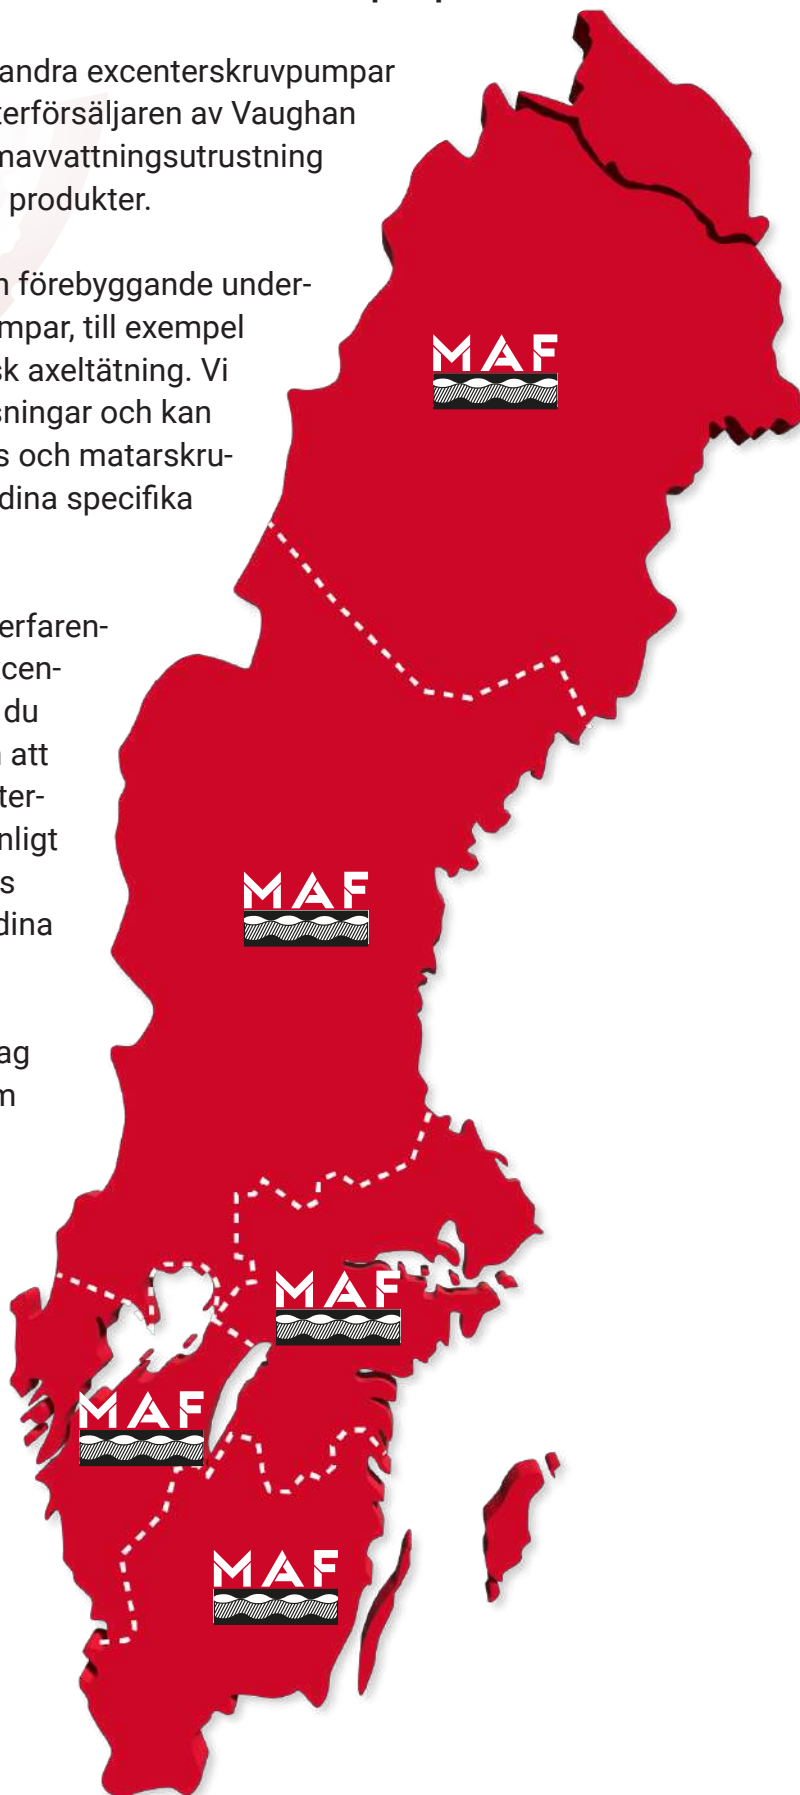 andra excenterskruvpumpar
terförsäljaren av Vaughan
mavvattningsutrustning
produkter.
n förebyggande under-
mpar, till exempel
sk axeltätning. Vi
sningar och kan
s och matarskru-
dina specifika
erfaren-
cen-
du
att
ter-
nligt
s
dina
ag
m
MAF
MAF
MAF
MAF
MAF